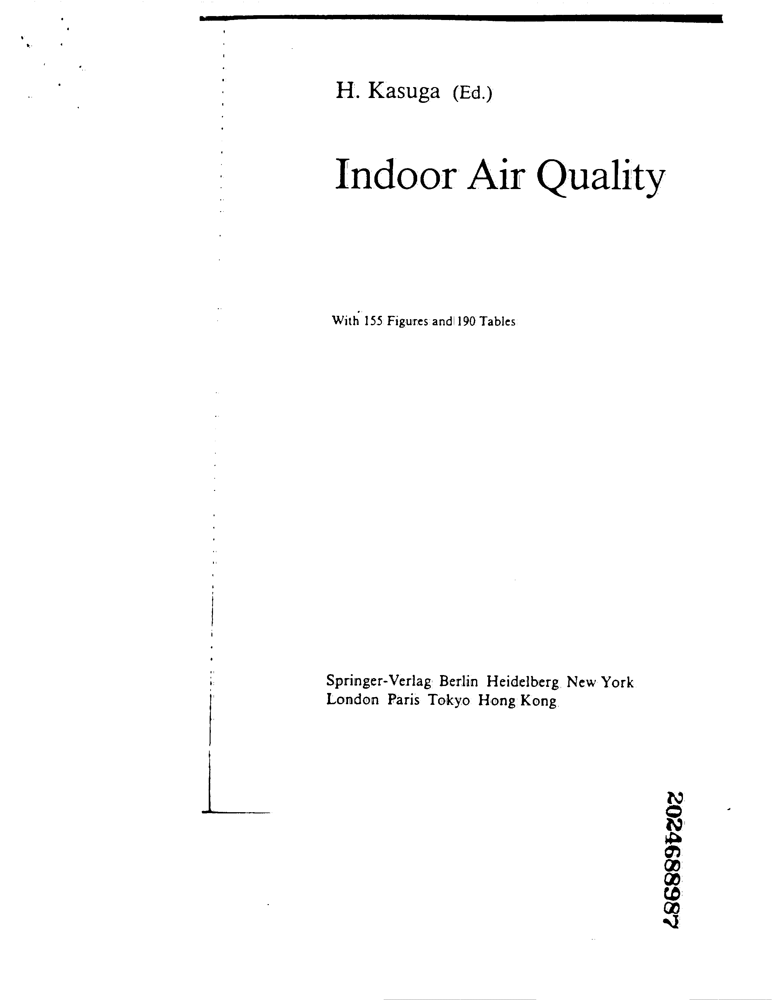 H. Kasuga (Ed.)
Indoor Air Quality
With 155 Figures and 190 Tables
Springer-Verlag Berlin Heidelberg New York
London Paris Tokyo Hong Kong
2024688987